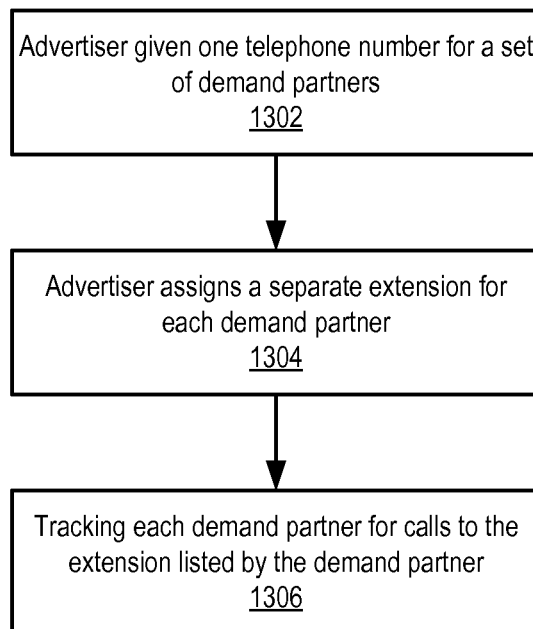 Advertiser given one telephone number for a set
of demand partners
1302
Advertiser assigns a separate extension for
each demand partner
1304
Tracking each demand partner for calls to the
extension listed by the demand partner
1306